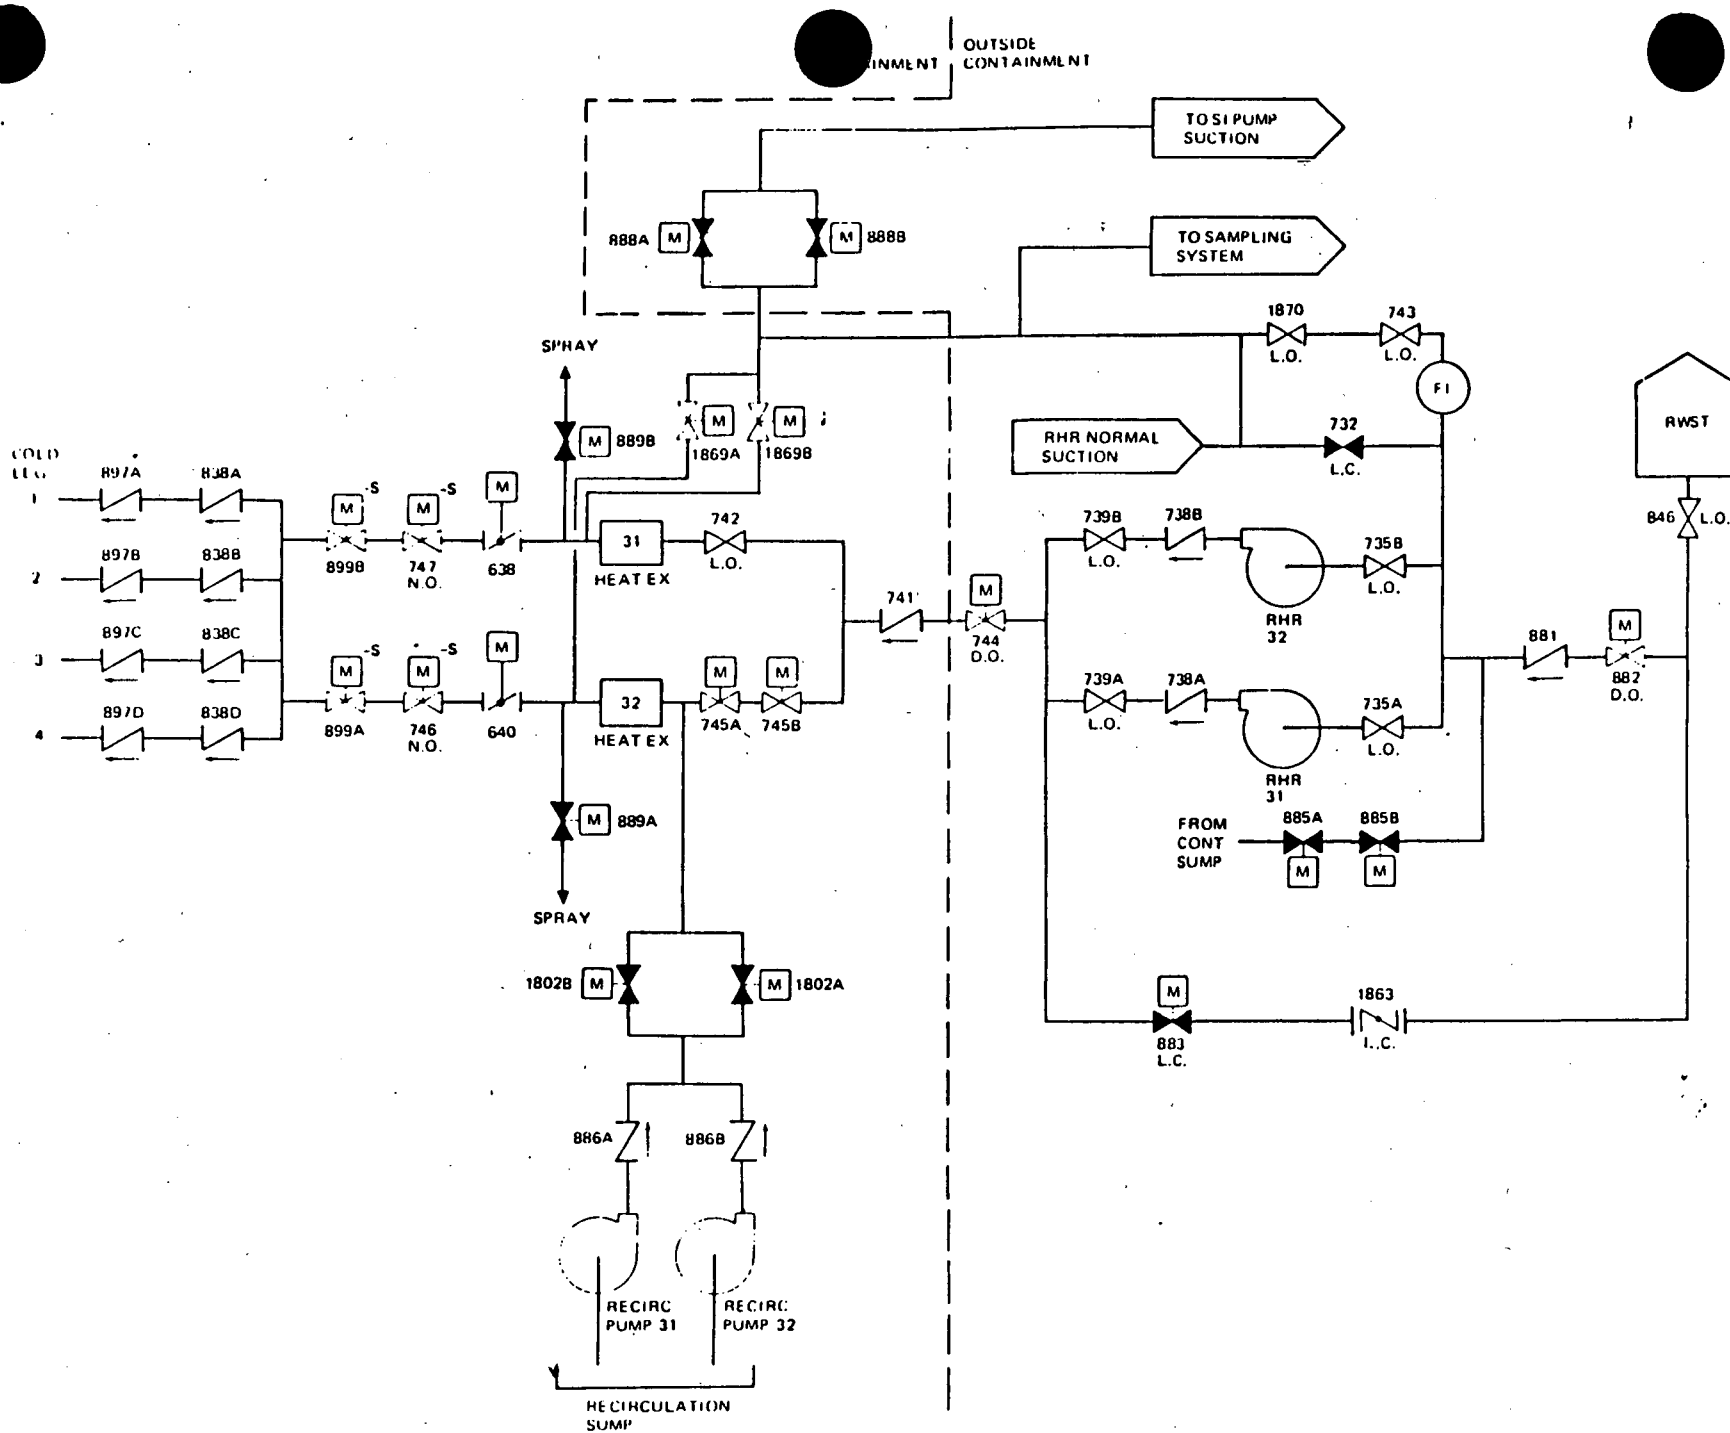 OUTSIDE
INMENT CONTAINMENT
TO SI PUMP
SUCTION
888A M M 888B
TO SAMPLING
SYSTEM
1870 743
L.O. L.O.
SPRAY
FI
RWST
M 889B
M M
1869A 1869B
RHR NORMAL
SUCTION
732
L.C.
COLD
LEG
1 897A 838A
M -S
M -S
M
899B
747
N.O.
638
31
HEAT EX
742
L.O.
739B 738B
L.O.
735B
L.O.
846 L.O.
2 897B 838B
741
M
744
D.O.
RHR
32
881
M
882
D.O.
3 897C 838C
M -S
M -S
M
899A
746
N.O.
640
32
HEAT EX
M M
745A 745B
739A 738A
L.O.
735A
L.O.
4 897D 838D
RHR
31
M 889A
SPRAY
FROM
CONT
SUMP
885A 885B
M M
1802B M M 1802A
M
883
L.C.
1863
L.C.
886A 886B
RECIRC
PUMP 31
RECIRC
PUMP 32
RECIRCULATION
SUMP